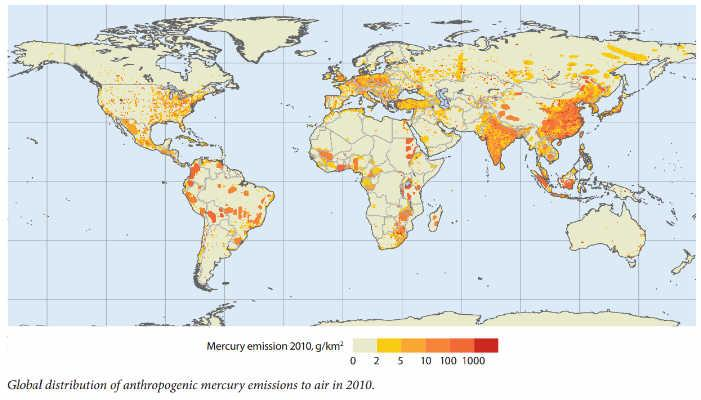 Mercury emission 2010, g/km²
0 2 5 10 100 1000
Global distribution of anthropogenic mercury emissions to air in 2010.